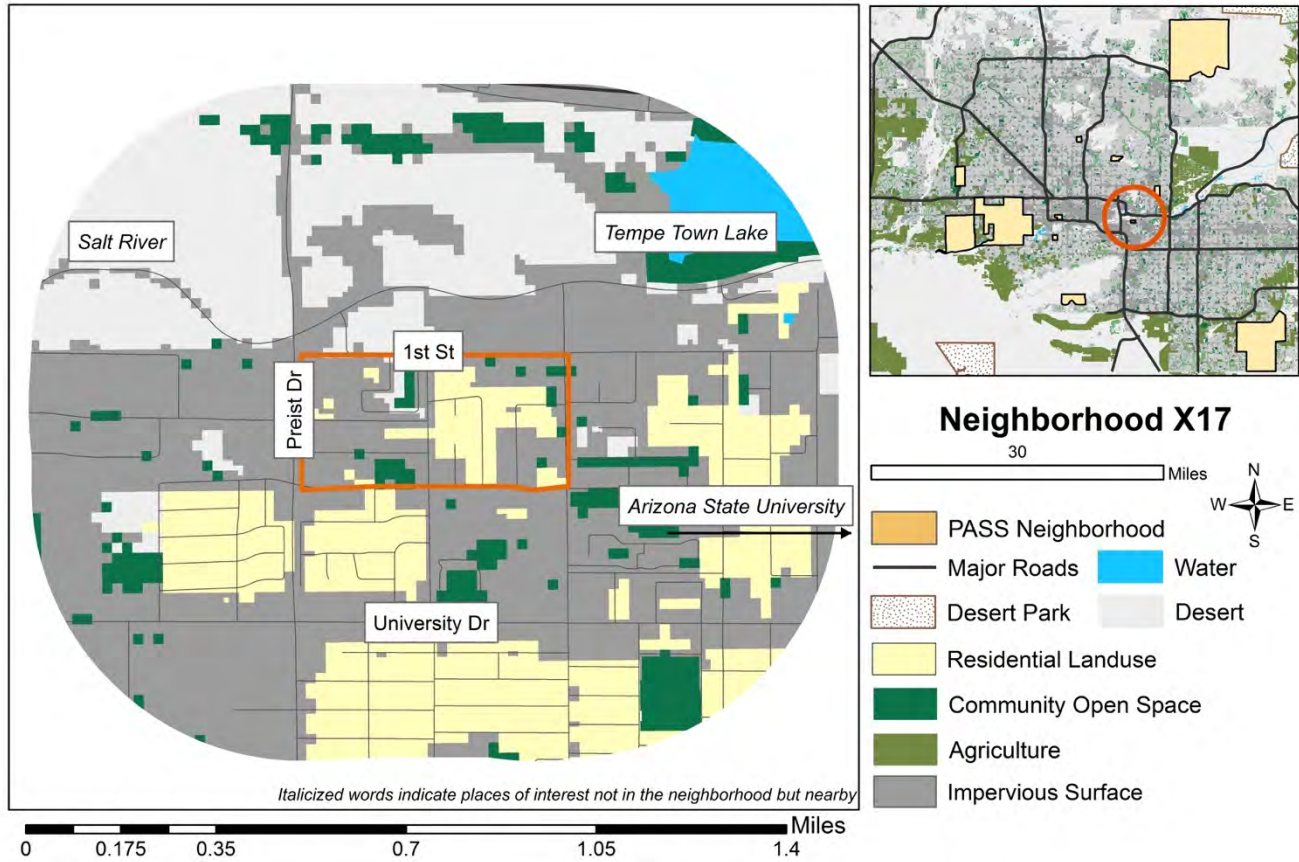 Salt River
Tempe Town Lake
1st St
Preist Dr
Arizona State University
University Dr
Italicized words indicate places of interest not in the neighborhood but nearby
Miles
0 0.175 0.35 0.7 1.05 1.4
Neighborhood X17
30
Miles
N
W E
S
PASS Neighborhood
Major Roads
Water
Desert Park
Desert
Residential Landuse
Community Open Space
Agriculture
Impervious Surface